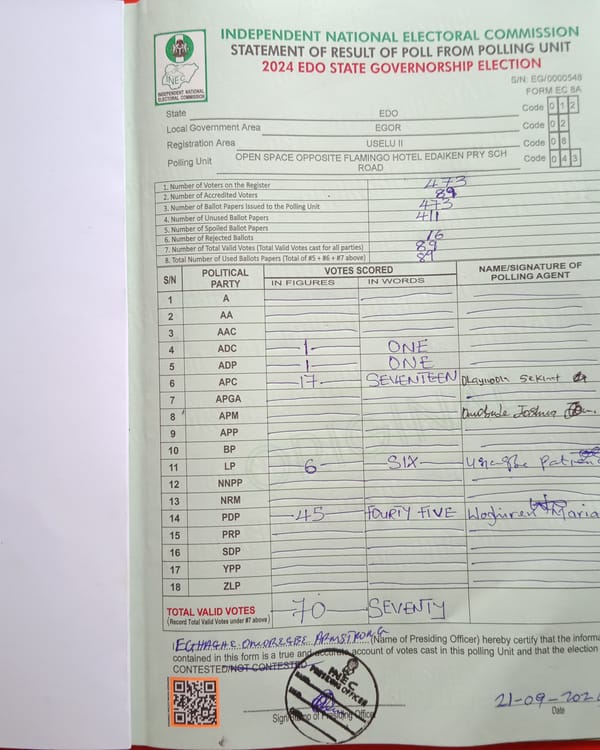 INDEPENDENT NATIONAL ELECTORAL COMMISSION
STATEMENT OF RESULT OF POLL FROM POLLING UNIT
2024 EDO STATE GOVERNORSHIP ELECTION
INEC
INDEPENDENT NATIONAL
ELECTORAL COMMISSION
S/N: EG/0000548
FORM EC 8A
State EDO Code 0 1 2
Local Government Area EGOR Code 0 2
Registration Area USELU II Code 0 8
Polling Unit OPEN SPACE OPPOSITE FLAMINGO HOTEL EDAIKEN PRY SCH ROAD Code 0 4 3
1. Number of Voters on the Register 473
2. Number of Accredited Voters 89
3. Number of Ballot Papers Issued to the Polling Unit 473
4. Number of Unused Ballot Papers 411
5. Number of Spoiled Ballot Papers
6. Number of Rejected Ballots 16
7. Number of Total Valid Votes (Total Valid Votes cast for all parties) 89
8. Total Number of Used Ballots Papers (Total of #5 + #6 + #7 above) 89
S/N POLITICAL PARTY VOTES SCORED NAME/SIGNATURE OF POLLING AGENT
IN FIGURES IN WORDS
1 A
2 AA
3 AAC
4 ADC 1 ONE
5 ADP 1 ONE
6 APC 17 SEVENTEEN
7 APGA
8 APM Joshua
9 APP
10 BP
11 LP 6 SIX
12 NNPP
13 NRM
14 PDP 45 FOURTY FIVE Maria
15 PRP
16 SDP
17 YPP
18 ZLP
TOTAL VALID VOTES 70 SEVENTY
(Record Total Valid Votes under #7 above)
I EGHAGHE OMOREGBE ARMSTRONG (Name of Presiding Officer) hereby certify that the informa
contained in this form is a true and accurate account of votes cast in this polling Unit and that the election
CONTESTED/NOT CONTESTED
INEC
PRESIDING OFFICER
Sign/Stamp of Presiding Officer
21-09-202
Date